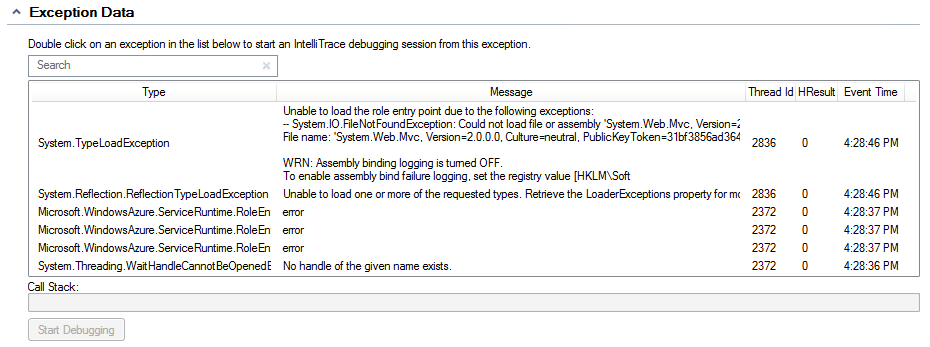 Exception Data
Double click on an exception in the list below to start an IntelliTrace debugging session from this exception.
Search
Type Message Thread Id HResult Event Time
Unable to load the role entry point due to the following exceptions:
-- System.IO.FileNotFoundException: Could not load file or assembly 'System.Web.Mvc, Version=2
System.TypeLoadException File name: 'System.Web.Mvc, Version=2.0.0.0, Culture=neutral, PublicKeyToken=31bf3856ad364 2836 0 4:28:46 PM
WRN: Assembly binding logging is turned OFF.
To enable assembly bind failure logging, set the registry value [HKLM\Soft
System.Reflection.ReflectionTypeLoadException Unable to load one or more of the requested types. Retrieve the LoaderExceptions property for mo 2836 0 4:28:46 PM
Microsoft.WindowsAzure.ServiceRuntime.RoleEn error 2372 0 4:28:37 PM
Microsoft.WindowsAzure.ServiceRuntime.RoleEn error 2372 0 4:28:37 PM
Microsoft.WindowsAzure.ServiceRuntime.RoleEn error 2372 0 4:28:37 PM
System.Threading.WaitHandleCannotBeOpenedE No handle of the given name exists. 2372 0 4:28:36 PM
Call Stack:
Start Debugging